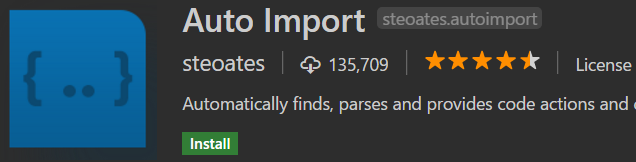 {..}
Auto Import steoates.autoimport
steoates 135,709 License
Automatically finds, parses and provides code actions and
Install